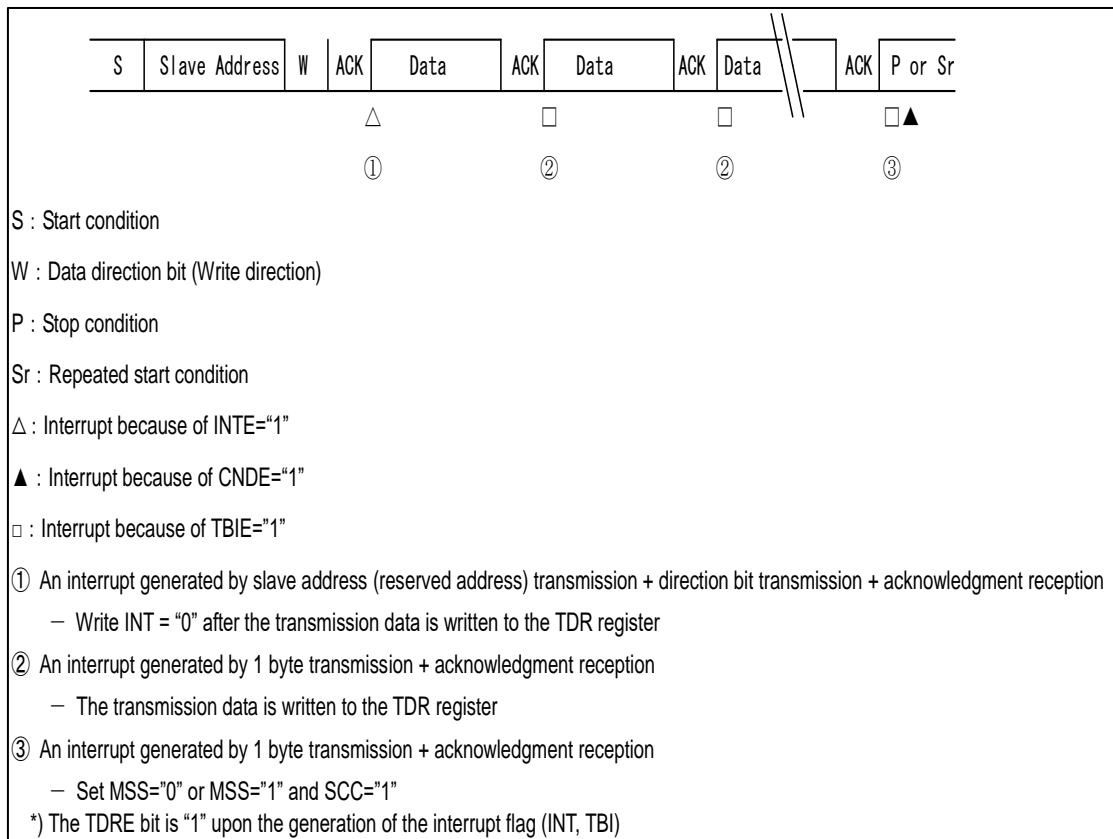 S Slave Address W ACK Data ACK Data ACK Data ACK P or Sr
△ □ □ □▲
① ② ② ③
S : Start condition
W : Data direction bit (Write direction)
P : Stop condition
Sr : Repeated start condition
△ : Interrupt because of INTE=“1”
▲ : Interrupt because of CNDE=“1”
□ : Interrupt because of TBIE=”1”
① An interrupt generated by slave address (reserved address) transmission + direction bit transmission + acknowledgment reception
− Write INT = “0” after the transmission data is written to the TDR register
② An interrupt generated by 1 byte transmission + acknowledgment reception
− The transmission data is written to the TDR register
③ An interrupt generated by 1 byte transmission + acknowledgment reception
− Set MSS=”0” or MSS=”1” and SCC=”1”
*) The TDRE bit is “1” upon the generation of the interrupt flag (INT, TBI)